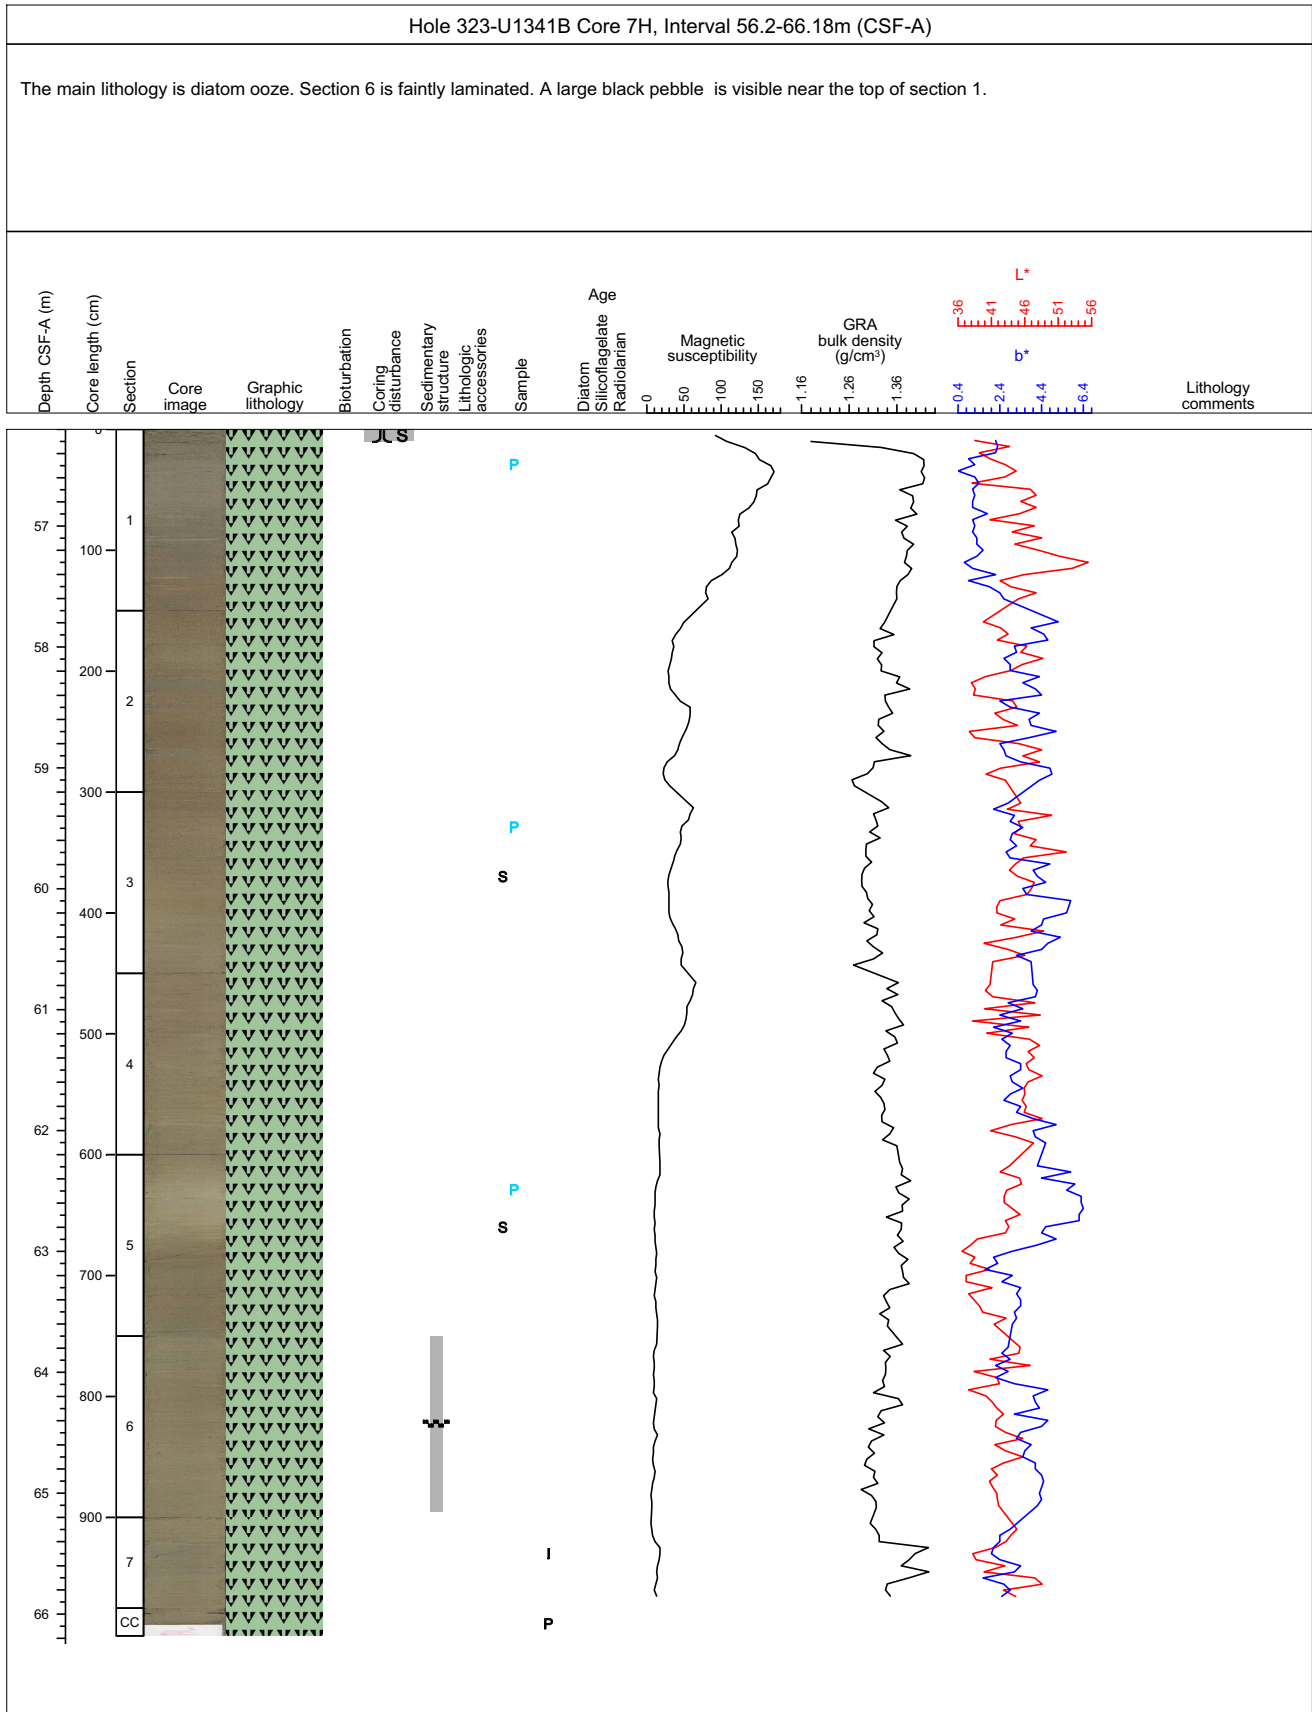 Hole 323-U1341B Core 7H, Interval 56.2-66.18m (CSF-A)
The main lithology is diatom ooze. Section 6 is faintly laminated. A large black pebble is visible near the top of section 1.
Depth CSF-A (m)
Core length (cm)
Section
Core
image
Graphic
lithology
Bioturbation
Coring
disturbance
Sedimentary
structure
Lithologic
accessories
Sample
Age
Diatom
Silicoflagelate
Radiolarian
Magnetic
susceptibility
0 50 100 150
GRA
bulk density
(g/cm³)
1.16 1.26 1.36
L*
36 41 46 51 56
b*
0.4 2.4 4.4 6.4
Lithology
comments
57
58
59
60
61
62
63
64
65
66
0
100
200
300
400
500
600
700
800
900
1
2
3
4
5
6
7
CC
S
P
P
S
P
S
I
P